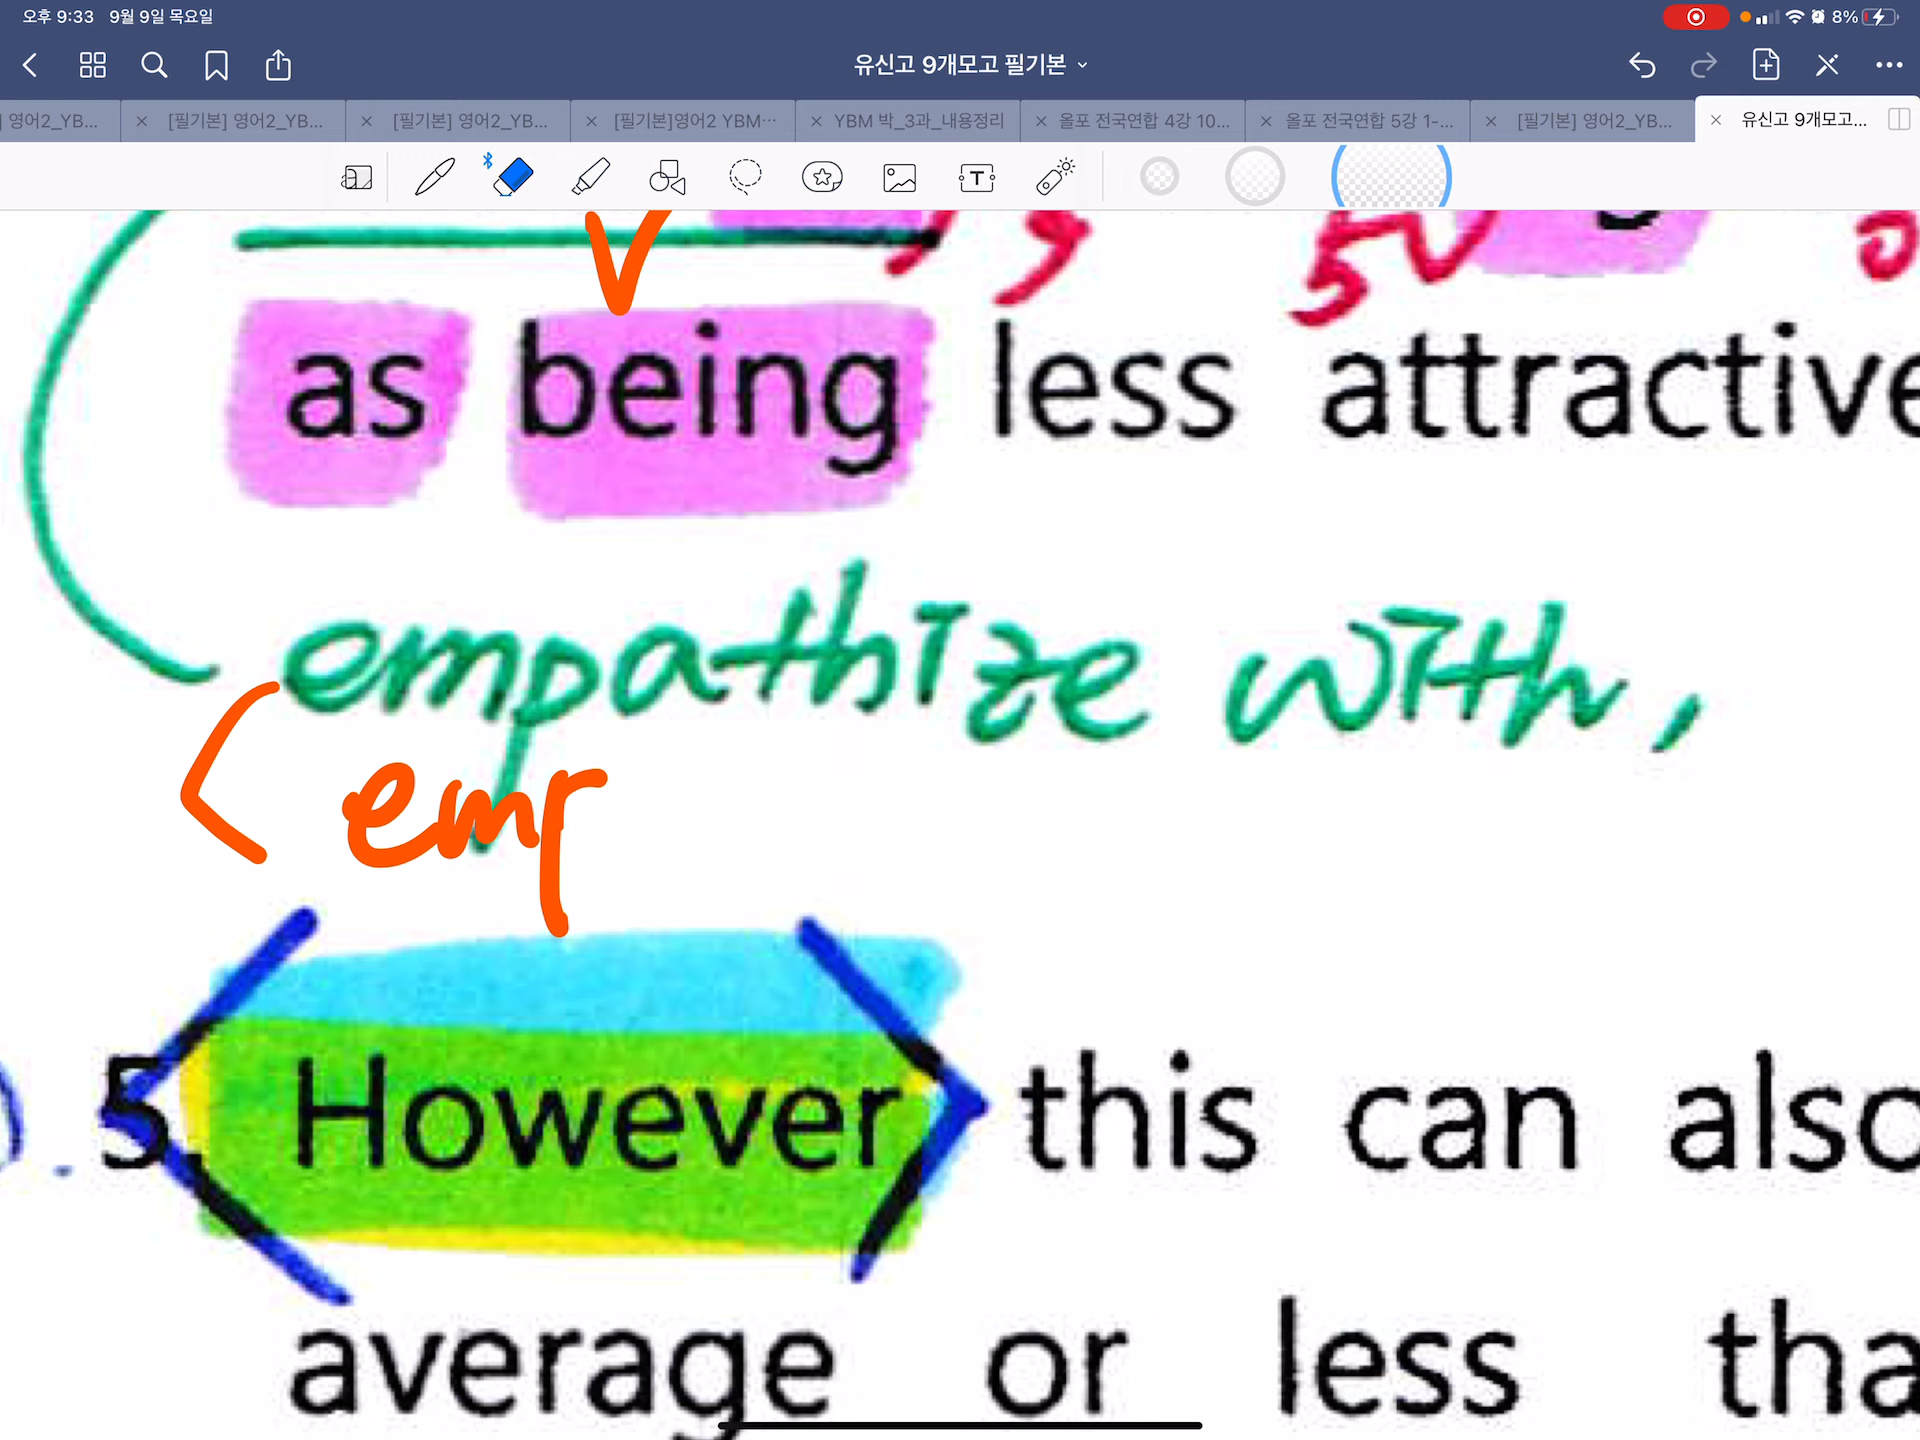 오후 9:33 9월 9일 목요일
8%
유신고 9개모고 필기본
영어2_YB...
[필기본] 영어2_YB...
[필기본] 영어2_YB...
[필기본]영어2 YBM...
YBM 박_3과_내용정리
올포 전국연합 4강 10...
올포 전국연합 5강 1-...
[필기본] 영어2_YB...
유신고 9개모고...
as being less attractive
empathize with,
emp
5 However this can also
average or less tha